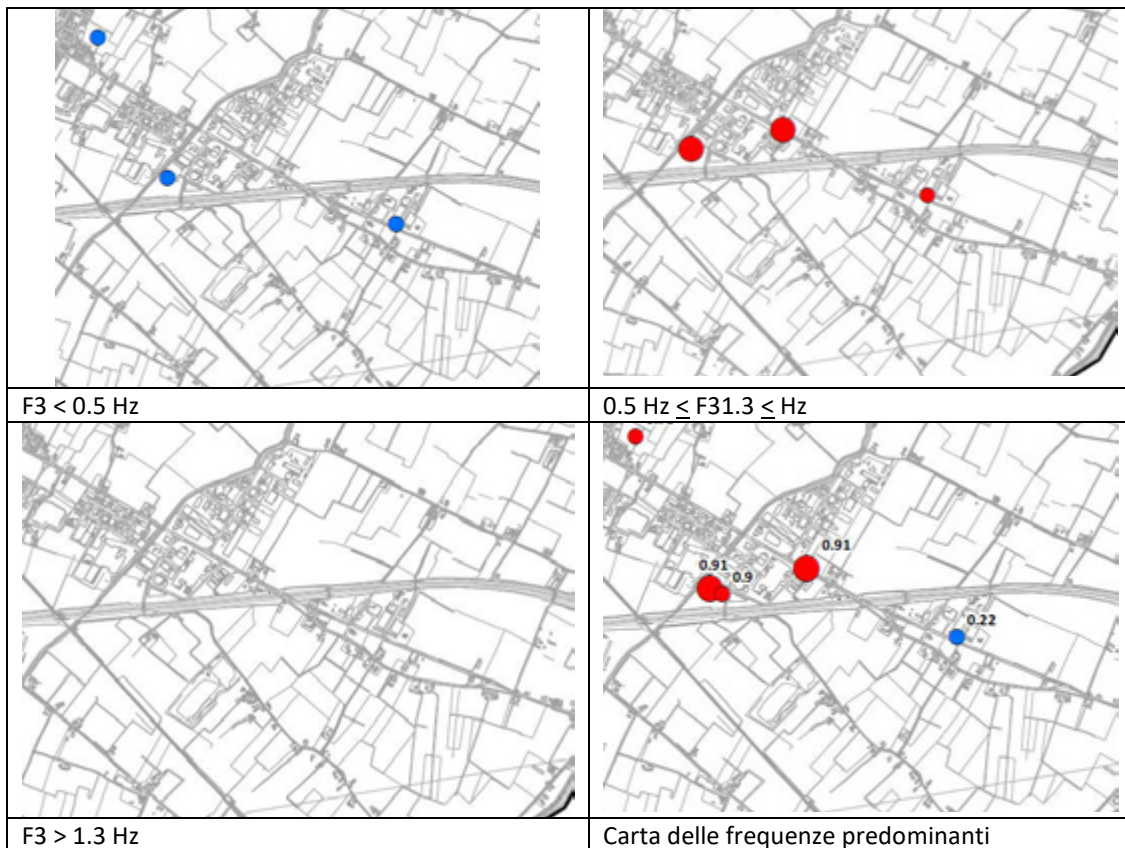 F3 < 0.5 Hz
0.5 Hz ≤ F31.3 ≤ Hz
0.91
0.91
0.9
0.22
F3 > 1.3 Hz
Carta delle frequenze predominanti